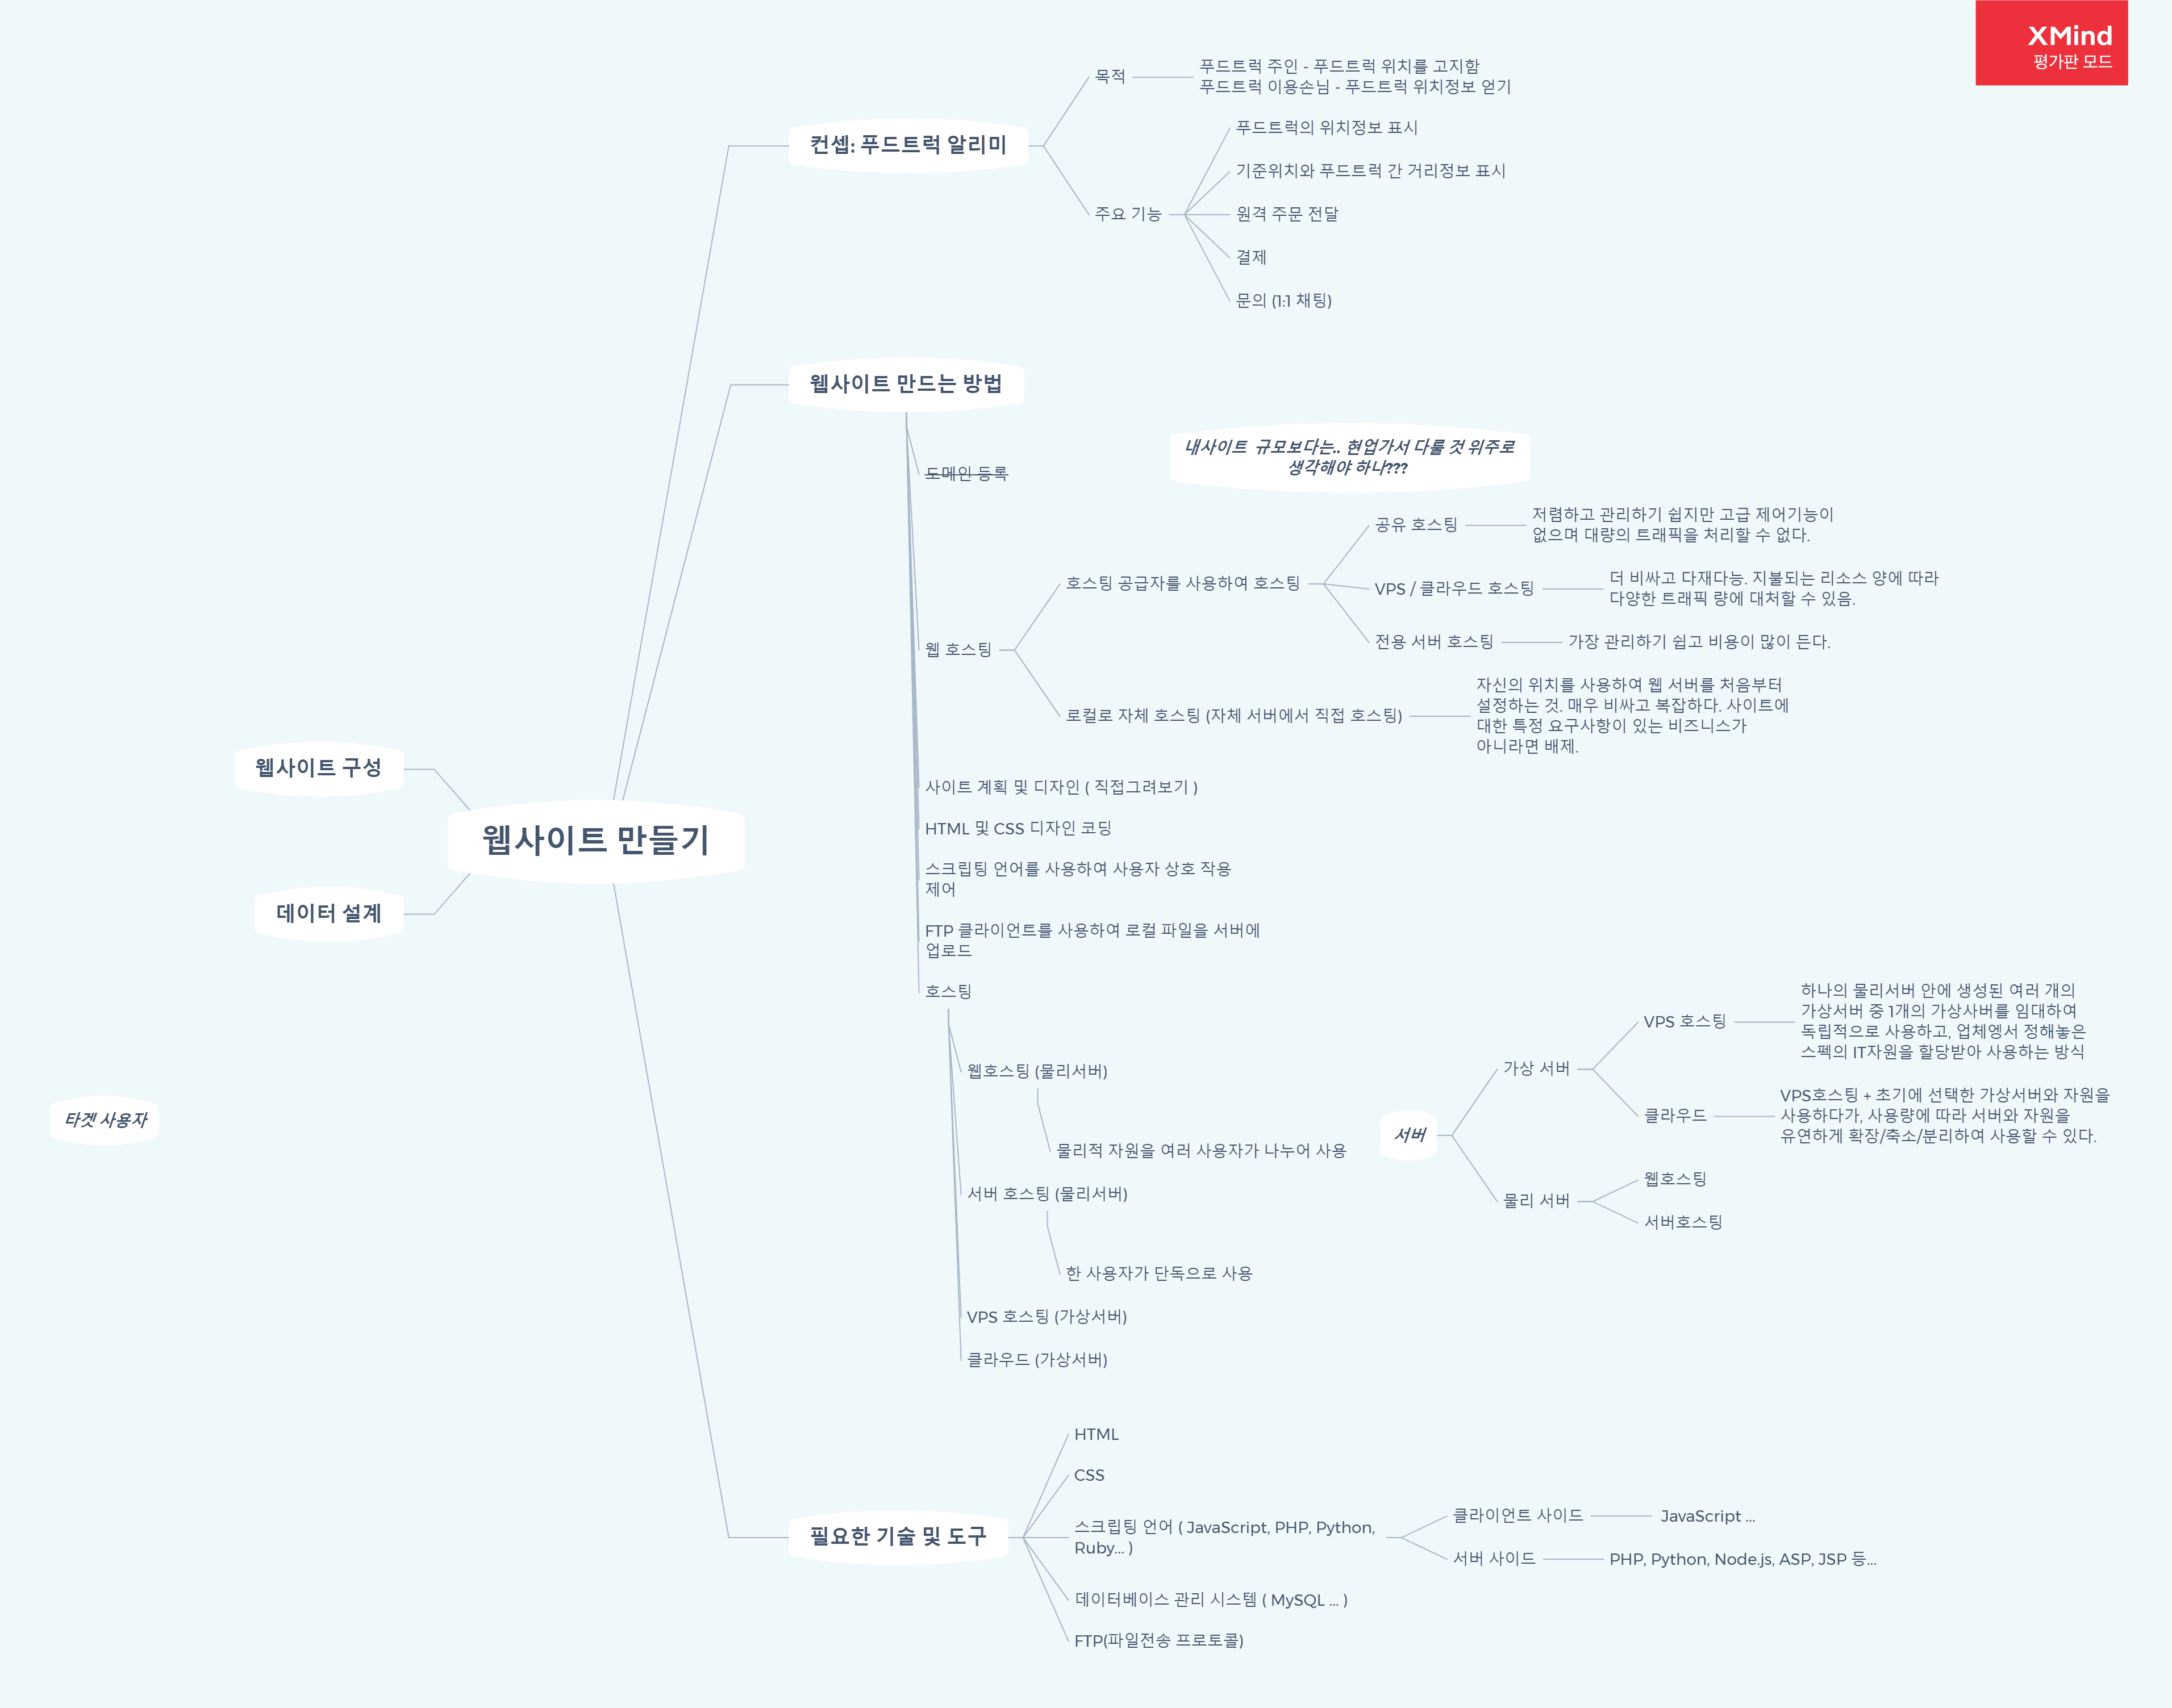 XMind
평가판 모드
컨셉: 푸드트럭 알리미
목적
푸드트럭 주인 - 푸드트럭 위치를 고지함
푸드트럭 이용손님 - 푸드트럭 위치정보 얻기
주요 기능
푸드트럭의 위치정보 표시
기준위치와 푸드트럭 간 거리정보 표시
원격 주문 전달
결제
문의 (1:1 채팅)
웹사이트 만드는 방법
도메인 등록
내사이트 규모보다는.. 현업가서 다룰 것 위주로
생각해야 하나???
웹 호스팅
호스팅 공급자를 사용하여 호스팅
공유 호스팅
저렴하고 관리하기 쉽지만 고급 제어기능이
없으며 대량의 트래픽을 처리할 수 없다.
VPS / 클라우드 호스팅
더 비싸고 다재다능. 지불되는 리소스 양에 따라
다양한 트래픽 량에 대처할 수 있음.
전용 서버 호스팅
가장 관리하기 쉽고 비용이 많이 든다.
로컬로 자체 호스팅 (자체 서버에서 직접 호스팅)
자신의 위치를 사용하여 웹 서버를 처음부터
설정하는 것. 매우 비싸고 복잡하다. 사이트에
대한 특정 요구사항이 있는 비즈니스가
아니라면 배제.
사이트 계획 및 디자인 ( 직접그려보기 )
HTML 및 CSS 디자인 코딩
스크립팅 언어를 사용하여 사용자 상호 작용
제어
FTP 클라이언트를 사용하여 로컬 파일을 서버에
업로드
호스팅
웹호스팅 (물리서버)
물리적 자원을 여러 사용자가 나누어 사용
서버 호스팅 (물리서버)
한 사용자가 단독으로 사용
VPS 호스팅 (가상서버)
클라우드 (가상서버)
서버
가상 서버
VPS 호스팅
하나의 물리서버 안에 생성된 여러 개의
가상서버 중 1개의 가상사버를 임대하여
독립적으로 사용하고, 업체엥서 정해놓은
스펙의 IT자원을 할당받아 사용하는 방식
클라우드
VPS호스팅 + 초기에 선택한 가상서버와 자원을
사용하다가, 사용량에 따라 서버와 자원을
유연하게 확장/축소/분리하여 사용할 수 있다.
물리 서버
웹호스팅
서버호스팅
필요한 기술 및 도구
HTML
CSS
스크립팅 언어 ( JavaScript, PHP, Python,
Ruby... )
클라이언트 사이드
JavaScript ...
서버 사이드
PHP, Python, Node.js, ASP, JSP 등...
데이터베이스 관리 시스템 ( MySQL ... )
FTP(파일전송 프로토콜)
웹사이트 만들기
웹사이트 구성
데이터 설계
타겟 사용자